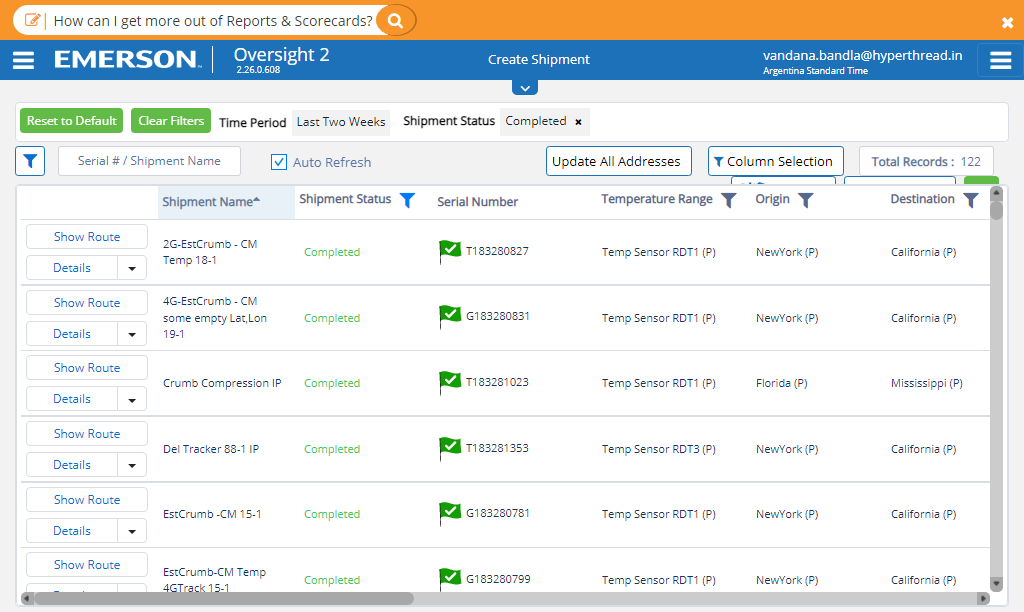 How can I get more out of Reports & Scorecards?
EMERSON
Oversight 2
2.26.0.608
Create Shipment
vandana.bandla@hyperthread.in
Argentina Standard Time
Reset to Default Clear Filters Time Period Last Two Weeks Shipment Status Completed ×
Serial # / Shipment Name Auto Refresh Update All Addresses Column Selection Total Records : 122
Shipment Name Shipment Status Serial Number Temperature Range Origin Destination
Show Route
Details
2G-EstCrumb - CM
Temp 18-1
Completed T183280827 Temp Sensor RDT1 (P) NewYork (P) California (P)
Show Route
Details
4G-EstCrumb - CM
some empty Lat,Lon
19-1
Completed G183280831 Temp Sensor RDT1 (P) NewYork (P) California (P)
Show Route
Details
Crumb Compression IP Completed T183281023 Temp Sensor RDT1 (P) Florida (P) Mississippi (P)
Show Route
Details
Del Tracker 88-1 IP Completed T183281353 Temp Sensor RDT3 (P) NewYork (P) California (P)
Show Route
Details
EstCrumb -CM 15-1 Completed G183280781 Temp Sensor RDT1 (P) NewYork (P) California (P)
Show Route
EstCrumb-CM Temp
4GTrack 15-1
Completed G183280799 Temp Sensor RDT1 (P) NewYork (P) California (P)